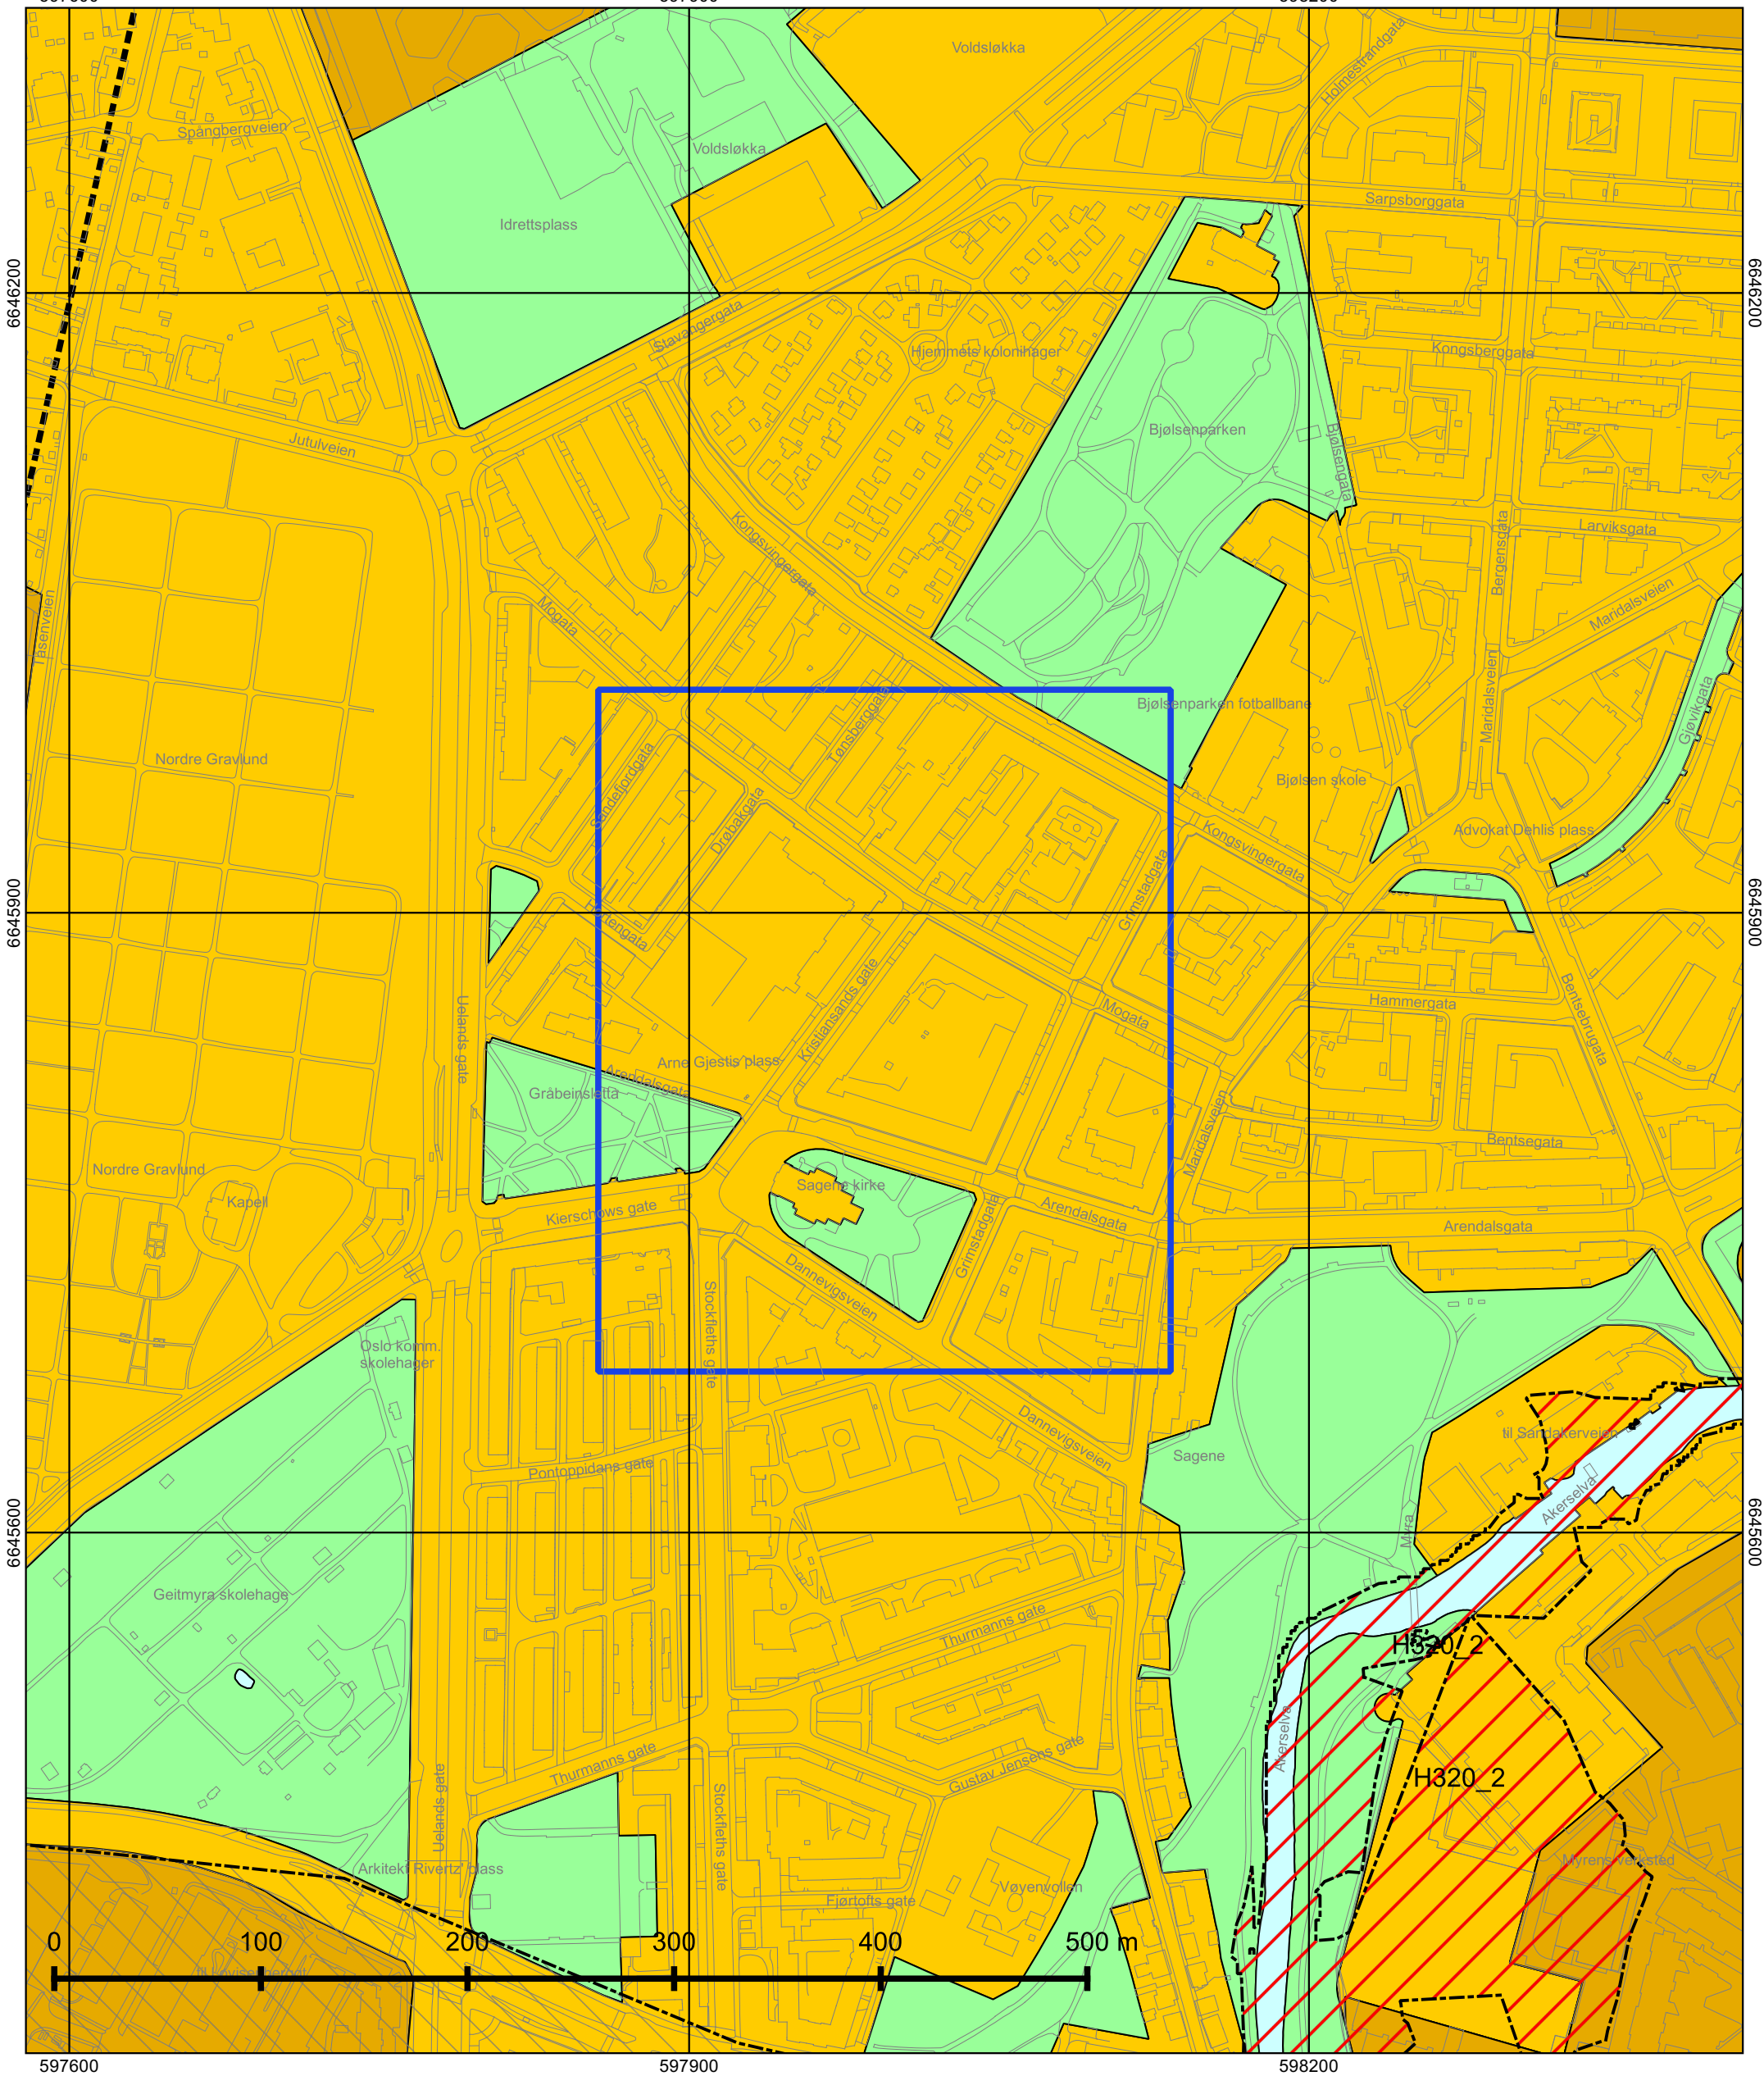 Voldsløkka
Holmestrandgata
Spångbergveien
Voldsløkka
Sarpsborggata
Idrettsplass
6646200
6646200
Stavangergata
Hjemmets kolonihager
Kongsberggata
Jutulveien
Bjølsenparken
Bjølsengata
Kongsvingergata
Bergensgata
Larviksgata
Mogata
Maridalsveien
Tåsenveien
Maridalsveien
Gjøvikgata
Tønsberggata
Bjølsenparken fotballbane
Nordre Gravlund
Sandefjordgata
Drøbakgata
Bjølsen skole
Advokat Dehlis plass
Kongsvingergata
Grimstadgata
6645900
6645900
Hortengata
Kristiansands gate
Mogata
Hammergata
Bentsebrugata
Uelands gate
Arne Gjestis plass
Arendalsgata
Gråbeinsletta
Maridalsveien
Bentsegata
Nordre Gravlund
Kapell
Sagene kirke
Kierschows gate
Arendalsgata
Arendalsgata
Grimstadgata
Dannevigsveien
Stockfleths gate
Oslo komm.
skolehager
Dannevigsveien
Sagene
til Sandakerveien
Pontoppidans gate
Akerselva
Myra
6645600
6645600
Geitmyra skolehage
Thurmanns gate
H320_2
Akerselva
Thurmanns gate
Gustav Jensens gate
H320_2
Uelands gate
Stockfleths gate
Arkitekt Rivertz' plass
Myrens verksted
Fjørtofts gate
Vøyenvollen
0 100 200 300 400 500 m
597600 597900 598200